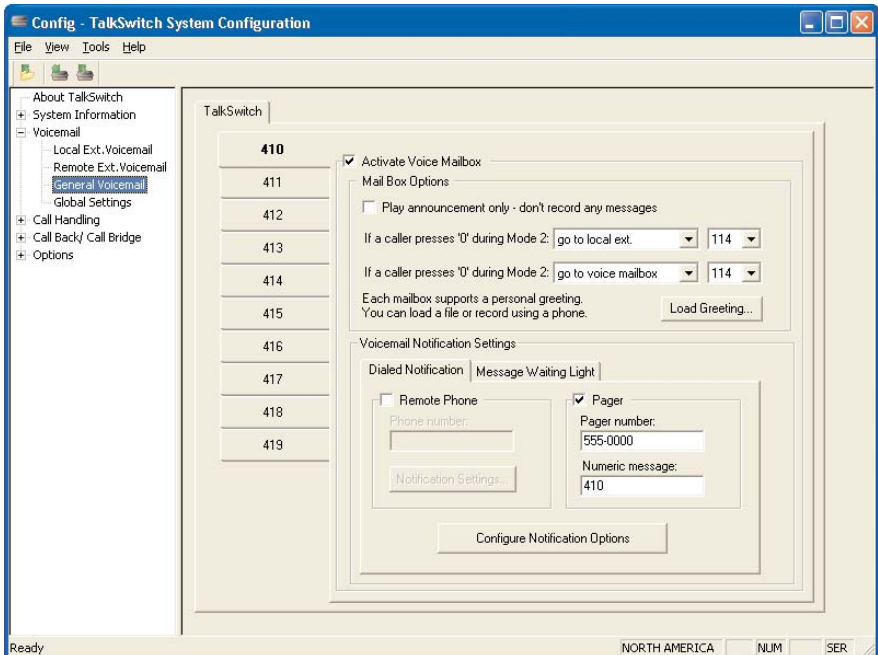 Config - TalkSwitch System Configuration
File View Tools Help
About TalkSwitch
System Information
Voicemail
Local Ext.Voicemail
Remote Ext.Voicemail
General Voicemail
Global Settings
Call Handling
Call Back/ Call Bridge
Options
TalkSwitch
410
411
412
413
414
415
416
417
418
419
Activate Voice Mailbox
Mail Box Options
Play announcement only - don't record any messages
If a caller presses '0' during Mode 2: go to local ext. 114
If a caller presses '0' during Mode 2: go to voice mailbox 114
Each mailbox supports a personal greeting.
You can load a file or record using a phone.
Load Greeting...
Voicemail Notification Settings
Dialed Notification Message Waiting Light
Remote Phone
Phone number:
Notification Settings...
Pager
Pager number:
555-0000
Numeric message:
410
Configure Notification Options
Ready NORTH AMERICA NUM SER